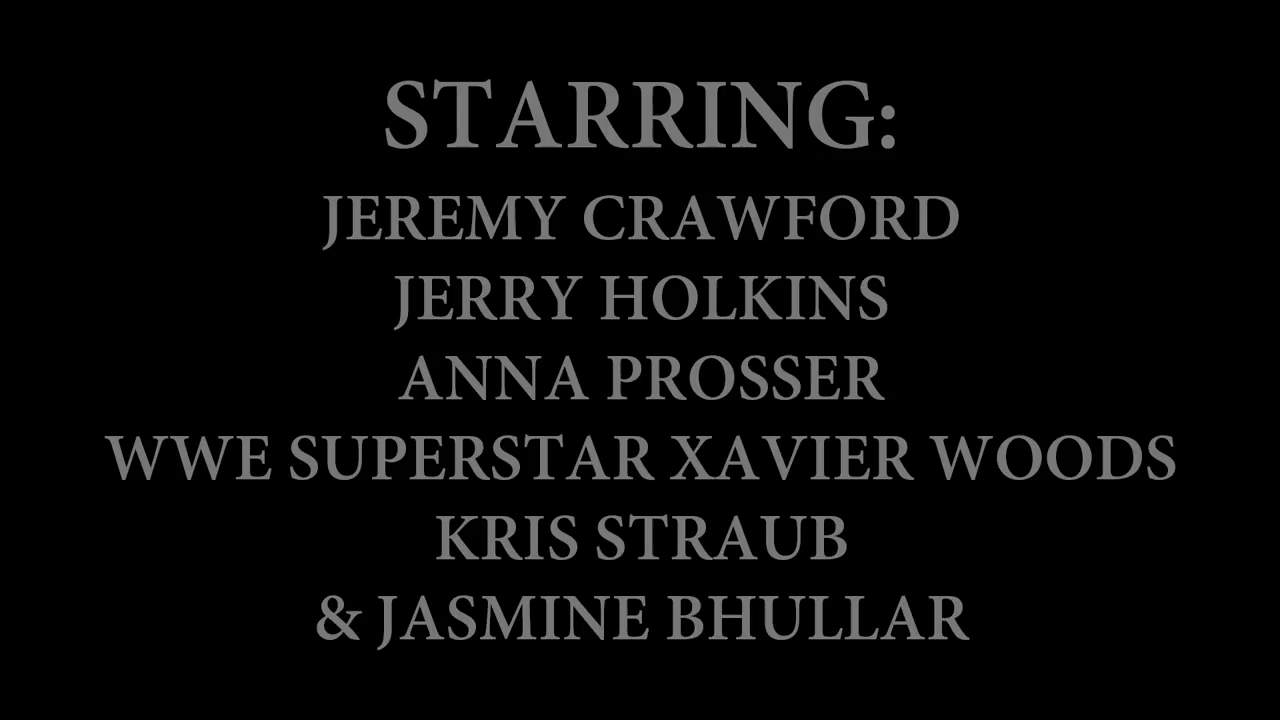 STARRING:
JEREMY CRAWFORD
JERRY HOLKINS
ANNA PROSSER
WWE SUPERSTAR XAVIER WOODS
KRIS STRAUB
& JASMINE BHULLAR